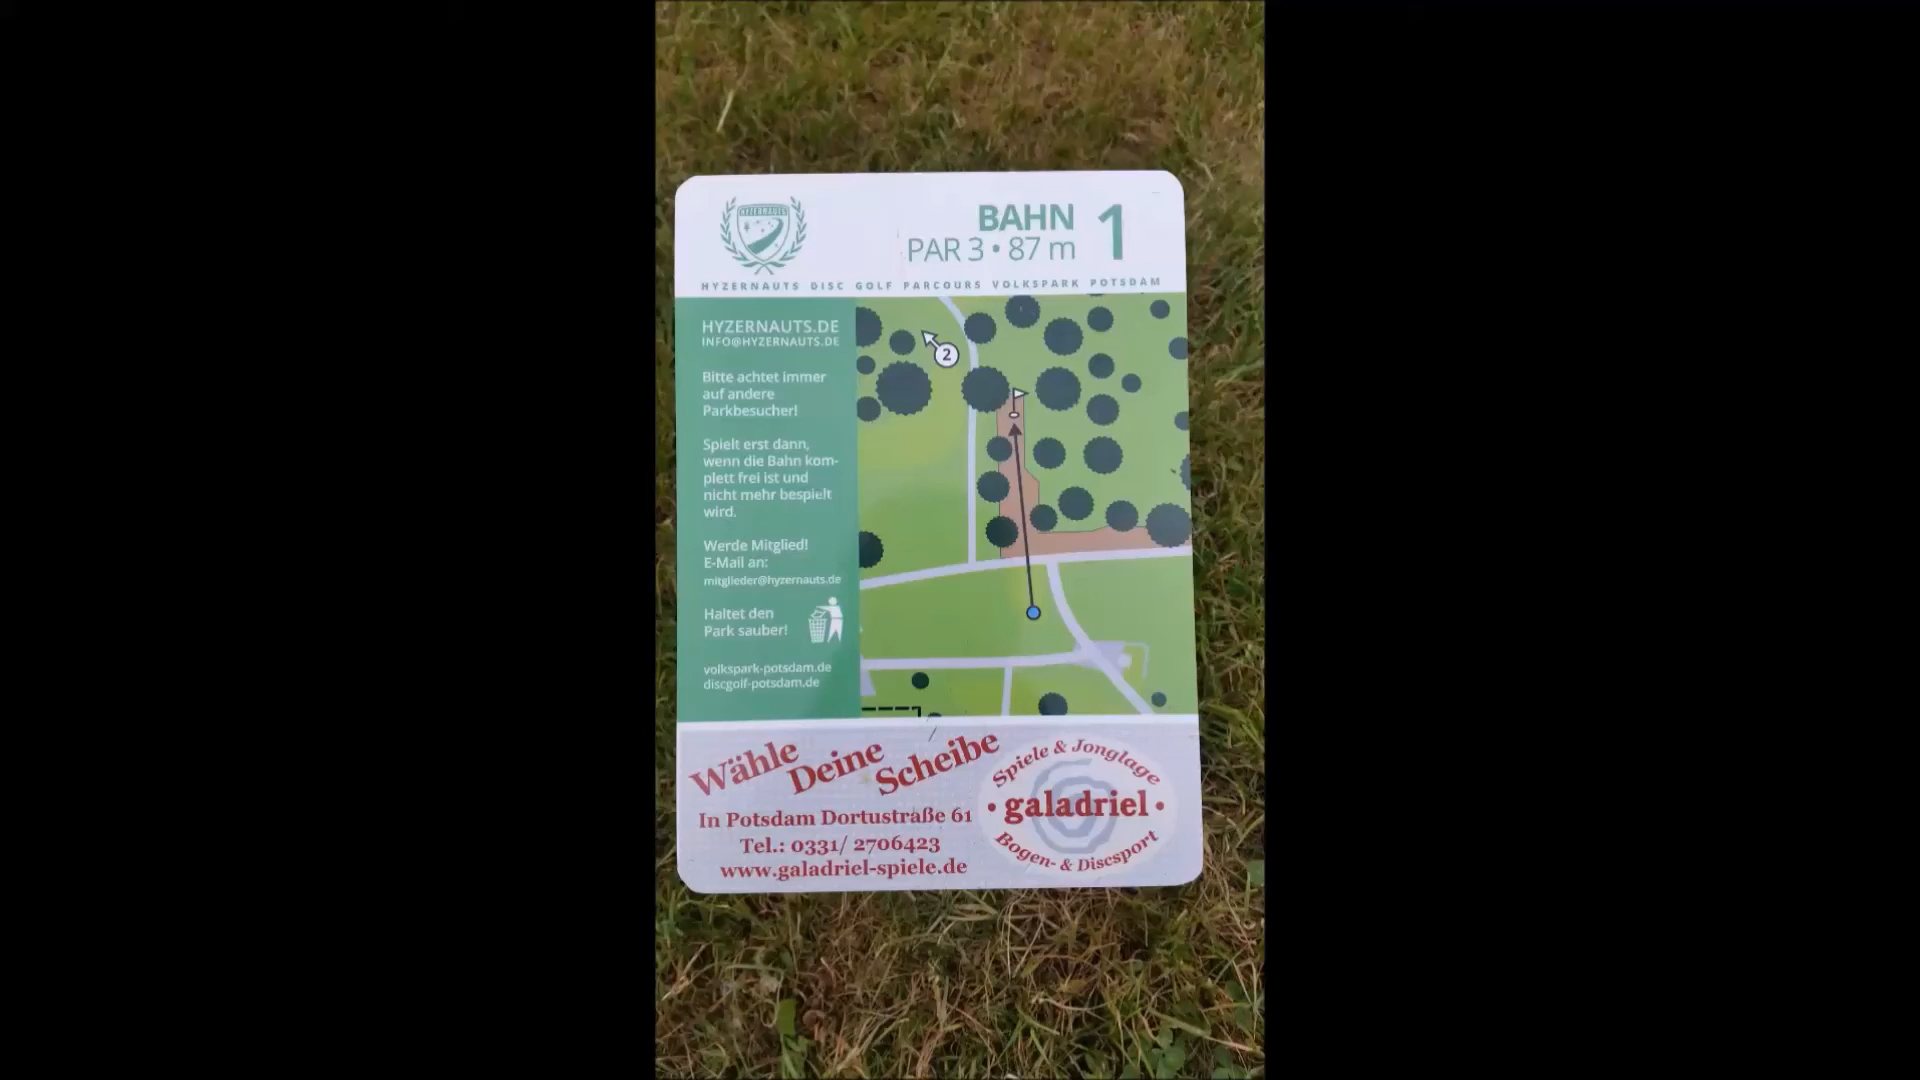 HYZERNAUTS
BAHN 1
PAR 3 • 87 m
HYZERNAUTS DISC GOLF PARCOURS VOLKSPARK POTSDAM
HYZERNAUTS.DE
INFO@HYZERNAUTS.DE
Bitte achtet immer
auf andere
Parkbesucher!
Spielt erst dann,
wenn die Bahn kom-
plett frei ist und
nicht mehr bespielt
wird.
Werde Mitglied!
E-Mail an:
mitglieder@hyzernauts.de
Haltet den
Park sauber!
volkspark-potsdam.de
discgolf-potsdam.de
2
Wähle Deine Scheibe
In Potsdam Dortustraße 61
Tel.: 0331/ 2706423
www.galadriel-spiele.de
Spiele & Jonglage
• galadriel •
Bogen- & Discsport